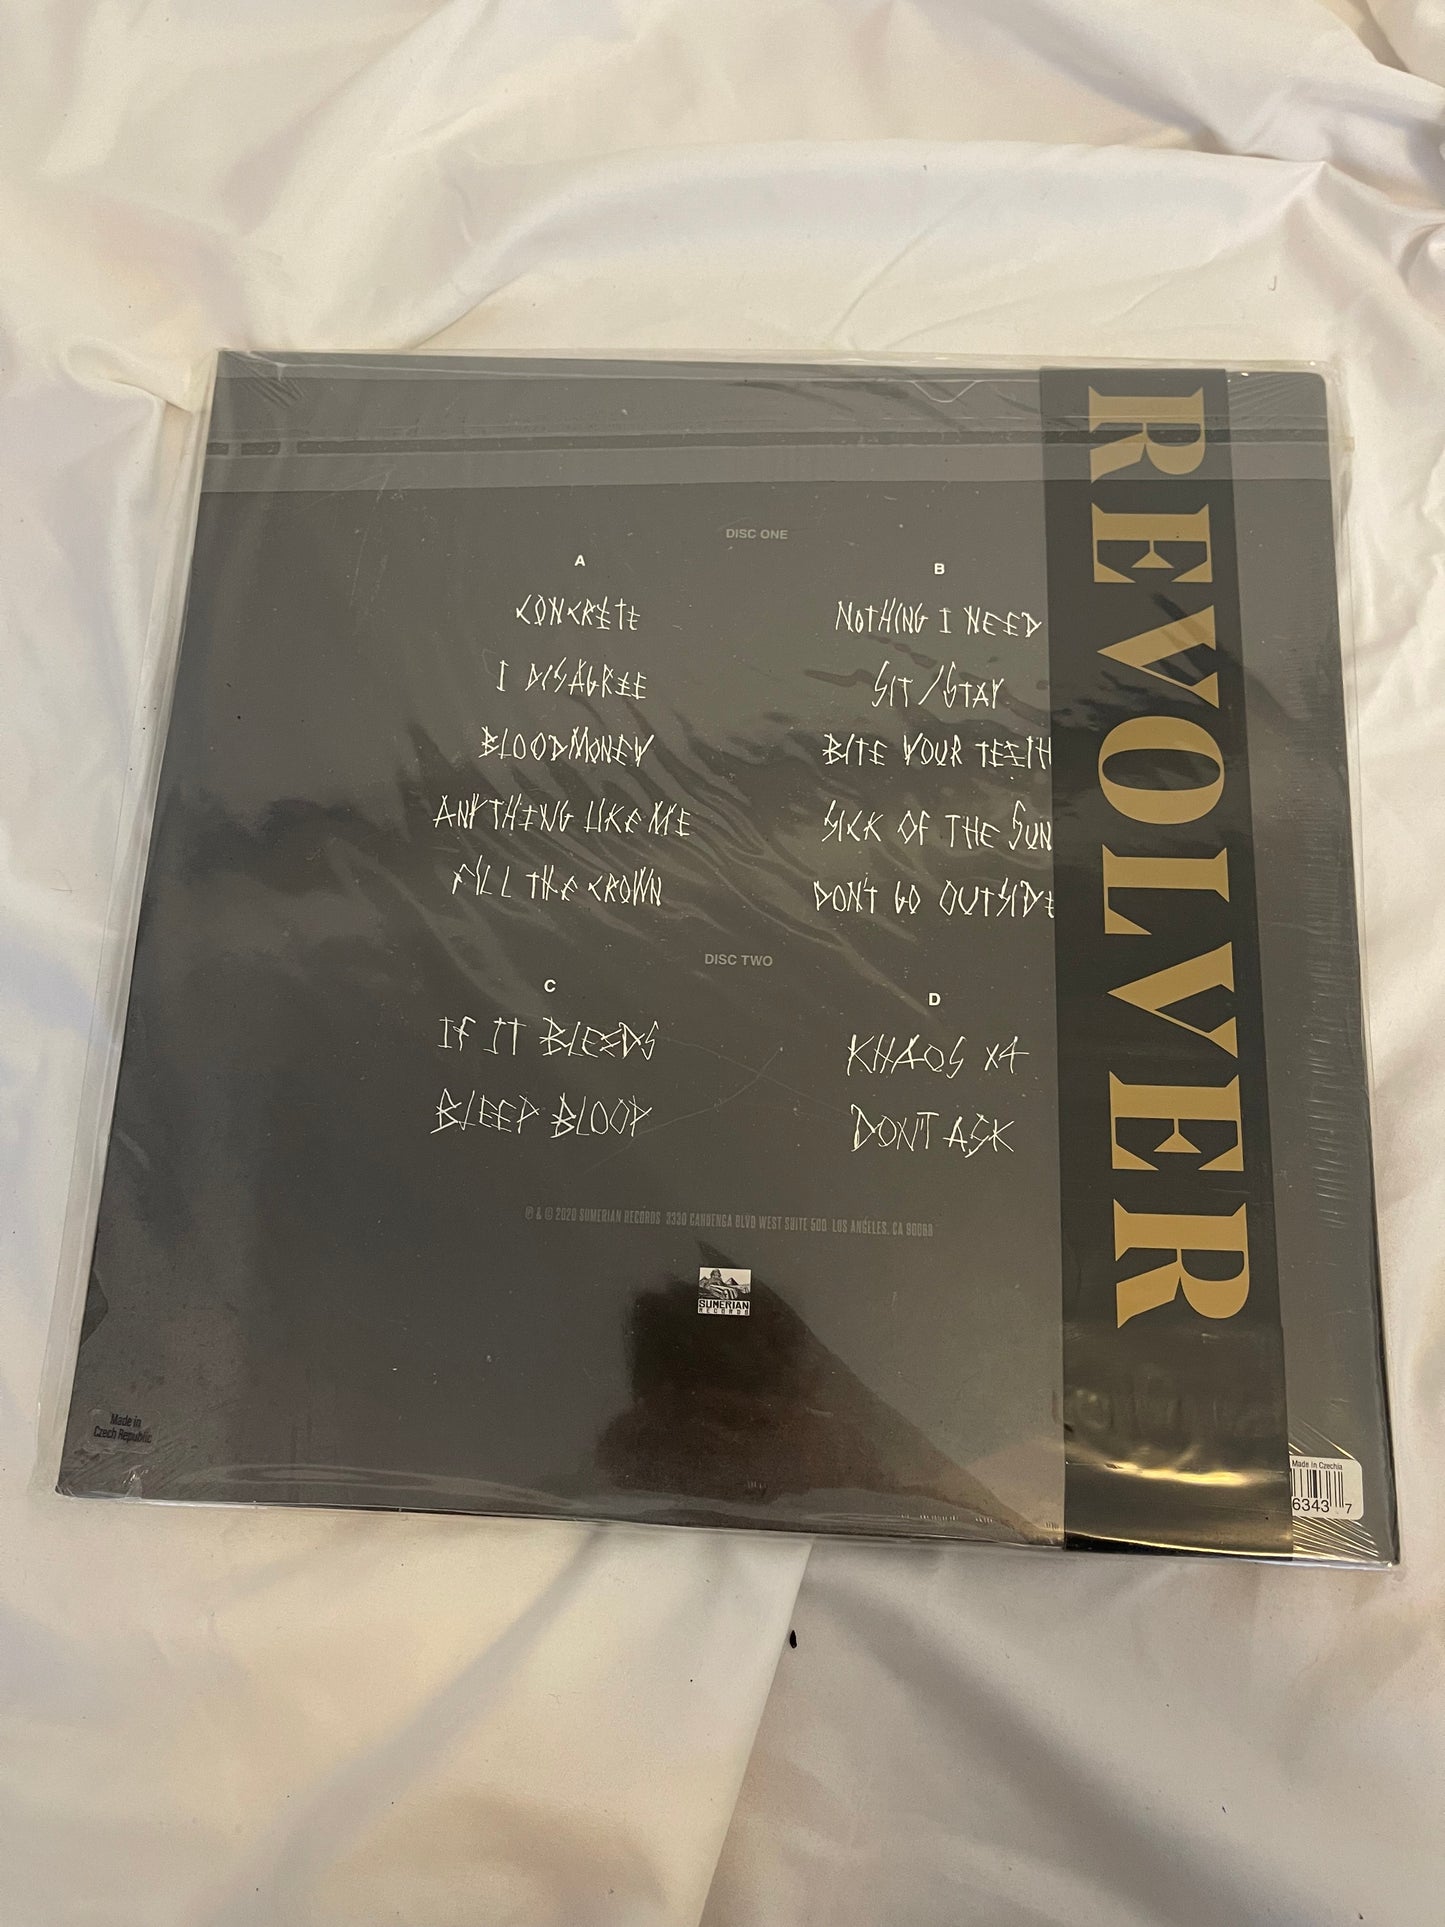 DISC ONE
A
CONCRETE
I DISAGREE
BLOODMONEY
ANYTHING LIKE ME
FILL THE CROWN
B
NOTHING I NEED
SIT/STAY
BITE YOUR TEETH
SICK OF THE SUN
DON'T GO OUTSIDE
DISC TWO
C
IF IT BLEEDS
BLEEP BLOOP
D
KHAOS X4
DON'T ASK
℗ & © 2020 SUMERIAN RECORDS 3330 CAHUENGA BLVD WEST SUITE 500 LOS ANGELES, CA 90068
SUMERIAN
RECORDS
Made in
Czech Republic
REVOLVER
Made in Czechia
6343 7